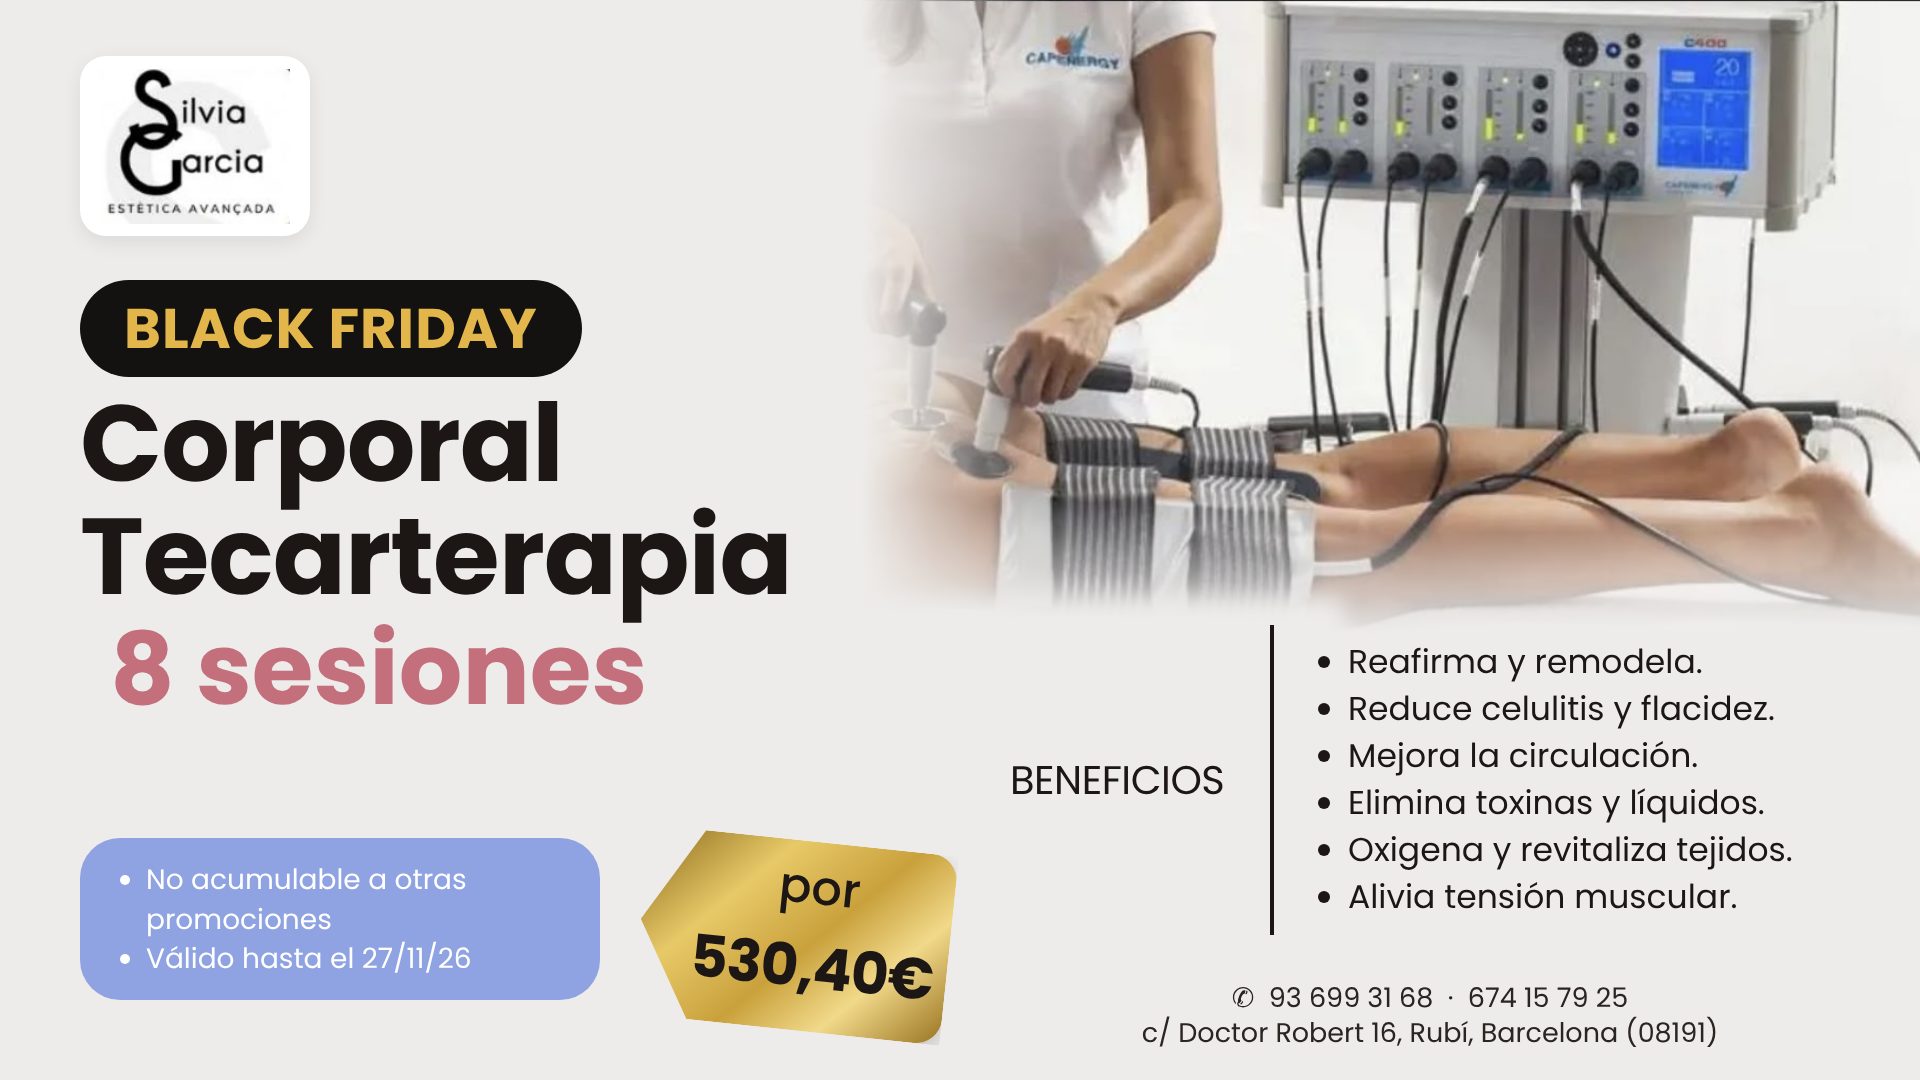 Silvia
Garcia
ESTÈTICA AVANÇADA
BLACK FRIDAY
Corporal
Tecarterapia
8 sesiones
No acumulable a otras
promociones
Válido hasta el 27/11/26
por
530,40€
CAPENERGY
C400
20
CAPENERGY
BENEFICIOS
Reafirma y remodela.
Reduce celulitis y flacidez.
Mejora la circulación.
Elimina toxinas y líquidos.
Oxigena y revitaliza tejidos.
Alivia tensión muscular.
✆ 93 699 31 68 · 674 15 79 25
c/ Doctor Robert 16, Rubí, Barcelona (08191)